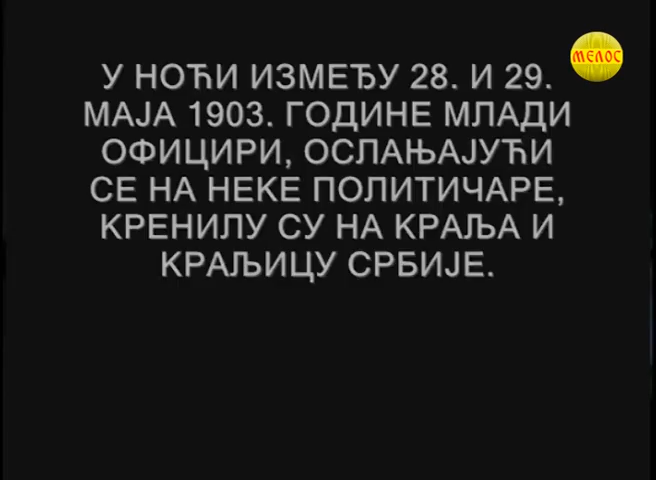 МЕЛОС
У НОЋИ ИЗМЕЂУ 28. И 29.
МАЈА 1903. ГОДИНЕ МЛАДИ
ОФИЦИРИ, ОСЛАЊАЈУЋИ
СЕ НА НЕКЕ ПОЛИТИЧАРЕ,
КРЕНИЛУ СУ НА КРАЉА И
КРАЉИЦУ СРБИЈЕ.